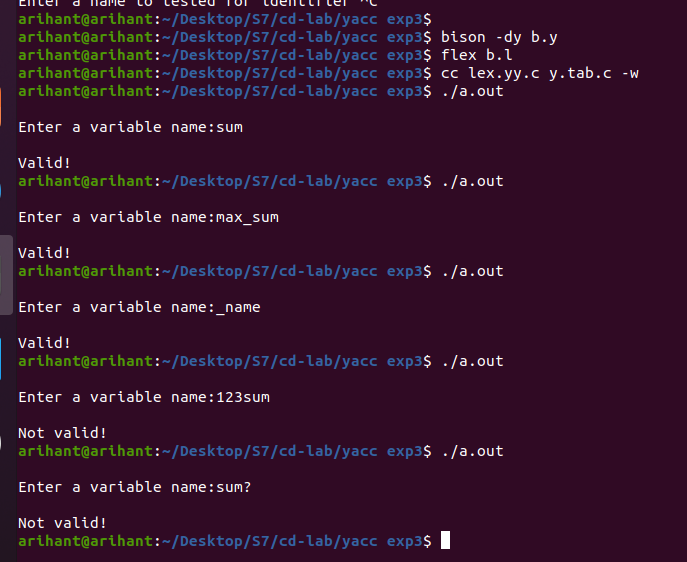 Enter a name to tested for identifier ^C
arihant@arihant:~/Desktop/S7/cd-lab/yacc exp3$
arihant@arihant:~/Desktop/S7/cd-lab/yacc exp3$ bison -dy b.y
arihant@arihant:~/Desktop/S7/cd-lab/yacc exp3$ flex b.l
arihant@arihant:~/Desktop/S7/cd-lab/yacc exp3$ cc lex.yy.c y.tab.c -w
arihant@arihant:~/Desktop/S7/cd-lab/yacc exp3$ ./a.out
Enter a variable name:sum
Valid!
arihant@arihant:~/Desktop/S7/cd-lab/yacc exp3$ ./a.out
Enter a variable name:max_sum
Valid!
arihant@arihant:~/Desktop/S7/cd-lab/yacc exp3$ ./a.out
Enter a variable name:_name
Valid!
arihant@arihant:~/Desktop/S7/cd-lab/yacc exp3$ ./a.out
Enter a variable name:123sum
Not valid!
arihant@arihant:~/Desktop/S7/cd-lab/yacc exp3$ ./a.out
Enter a variable name:sum?
Not valid!
arihant@arihant:~/Desktop/S7/cd-lab/yacc exp3$